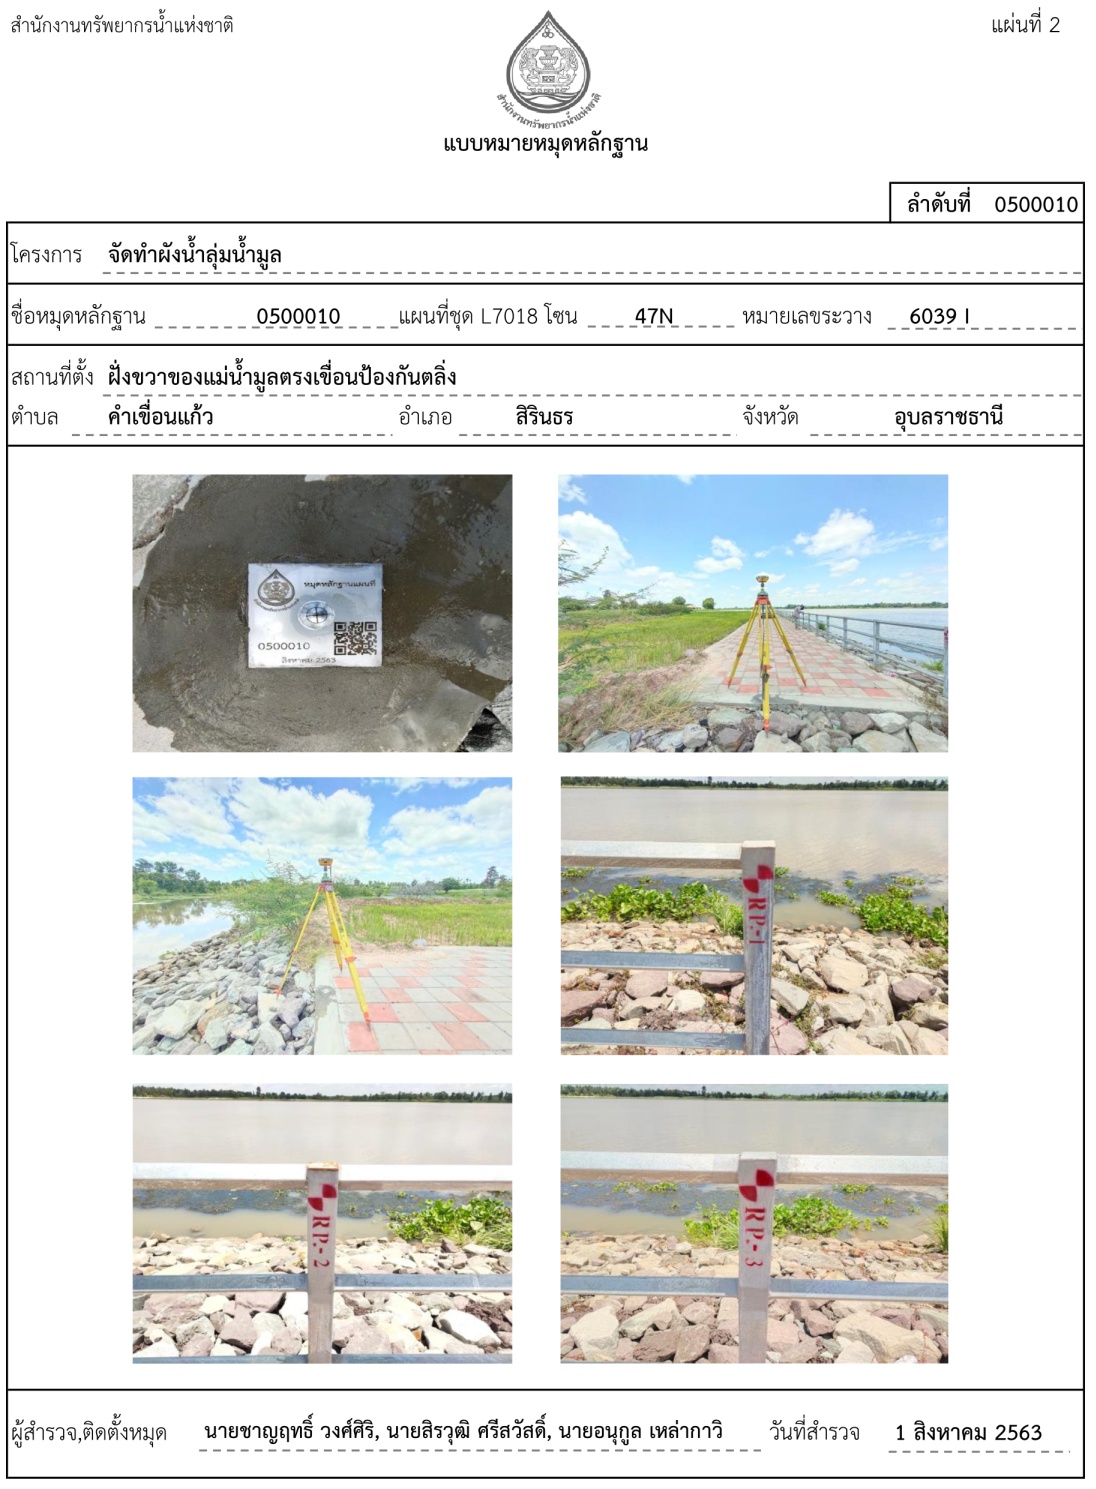 สำนักงานทรัพยากรน้ำแห่งชาติ
แผ่นที่ 2
สำนักงานทรัพยากรน้ำแห่งชาติ
แบบหมายหมุดหลักฐาน
ลำดับที่ 0500010
โครงการ จัดทำผังน้ำลุ่มน้ำมูล
ชื่อหมุดหลักฐาน 0500010 แผนที่ชุด L7018 โซน 47N หมายเลขระวาง 6039 I
สถานที่ตั้ง ฝั่งขวาของแม่น้ำมูลตรงเขื่อนป้องกันตลิ่ง
ตำบล คำเขื่อนแก้ว อำเภอ สิรินธร จังหวัด อุบลราชธานี
หมุดหลักฐานแผนที่
0500010
สิงหาคม 2563
RP.-1
RP.-2
RP.-3
ผู้สำรวจ,ติดตั้งหมุด นายชาญฤทธิ์ วงศ์ศิริ, นายสิรวุฒิ ศรีสวัสดิ์, นายอนุกูล เหล่ากาวี วันที่สำรวจ 1 สิงหาคม 2563